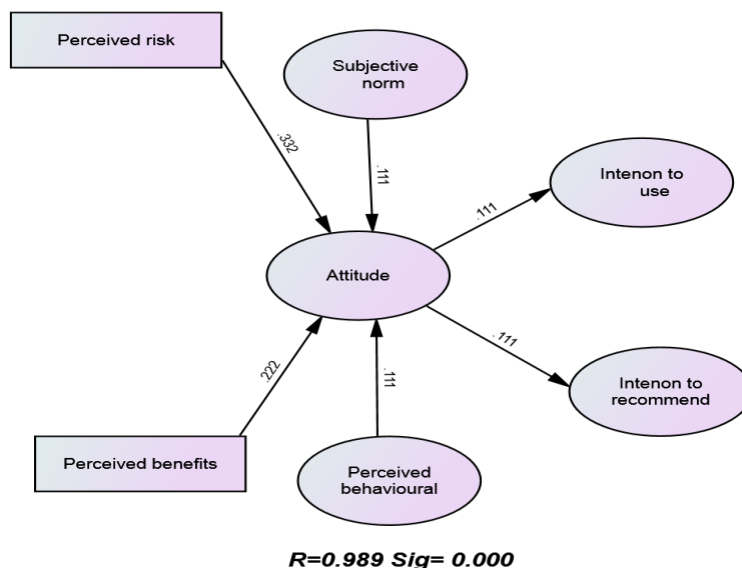 Perceived risk
Subjective
norm
.332
.111
Intenon to
use
.111
Attitude
.111
Intenon to
recommend
.222
.111
Perceived benefits
Perceived
behavioural
R=0.989 Sig= 0.000